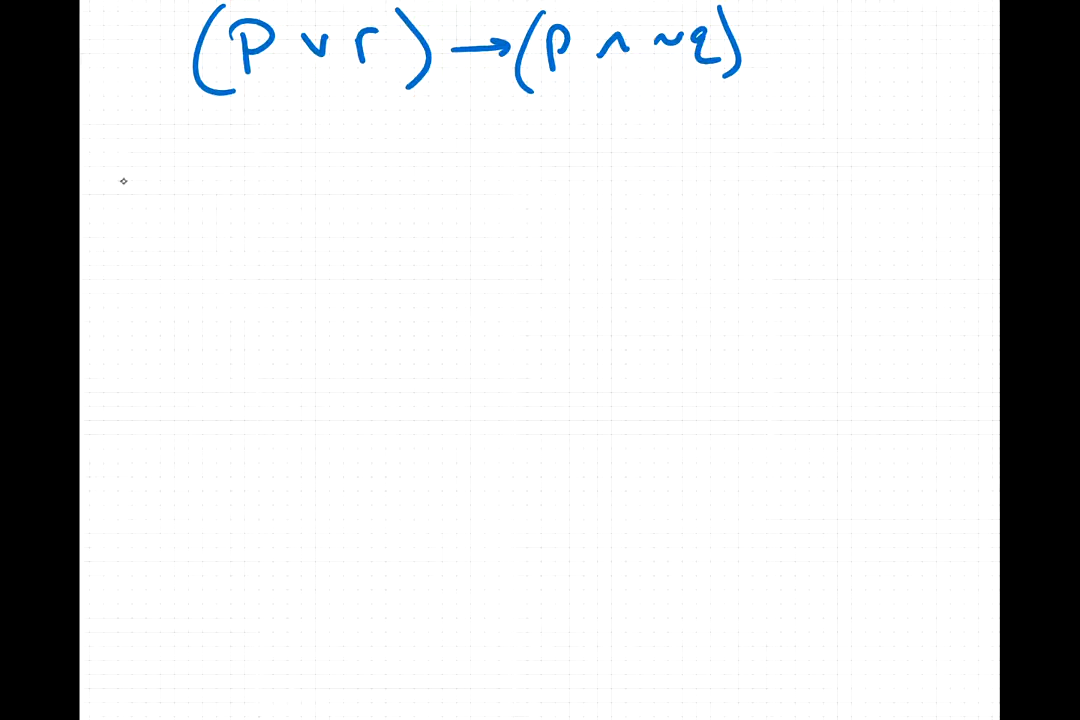 (p ∨ r) → (p ∧ ~q)